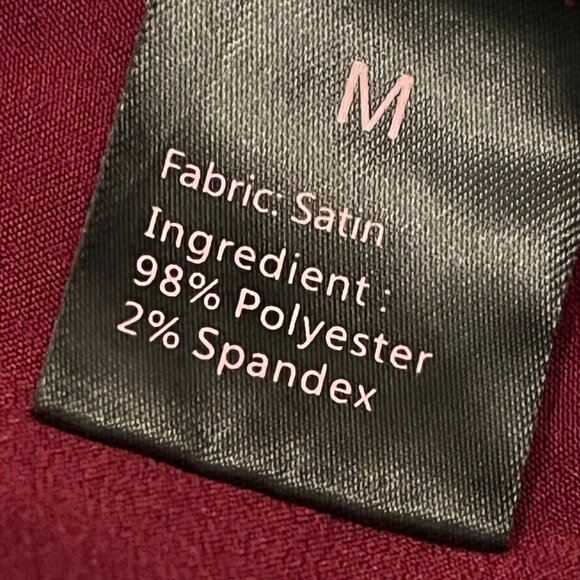 M
Fabric: Satin
Ingredient :
98% Polyester
2% Spandex